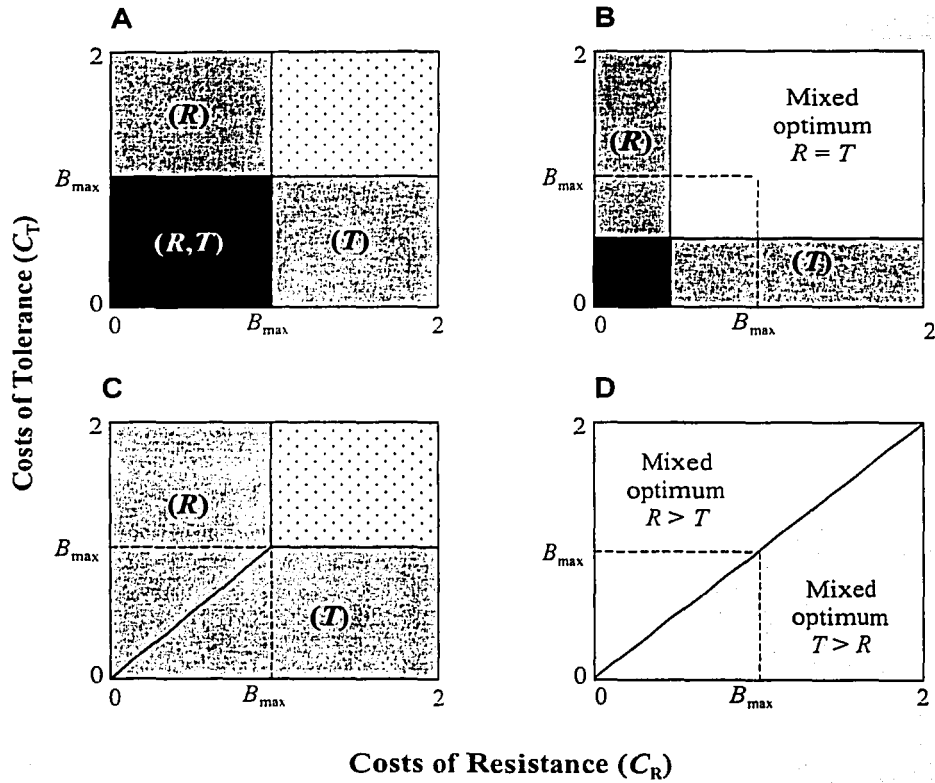 A
2
(R)
B_max
(R,T)
(T)
0
0
B_max
2
B
2
Mixed
optimum
R = T
(R)
B_max
(T)
0
0
B_max
2
Costs of Tolerance (C_T)
C
2
(R)
B_max
(T)
0
0
B_max
2
D
2
Mixed
optimum
R > T
B_max
Mixed
optimum
T > R
0
0
B_max
2
Costs of Resistance (C_R)